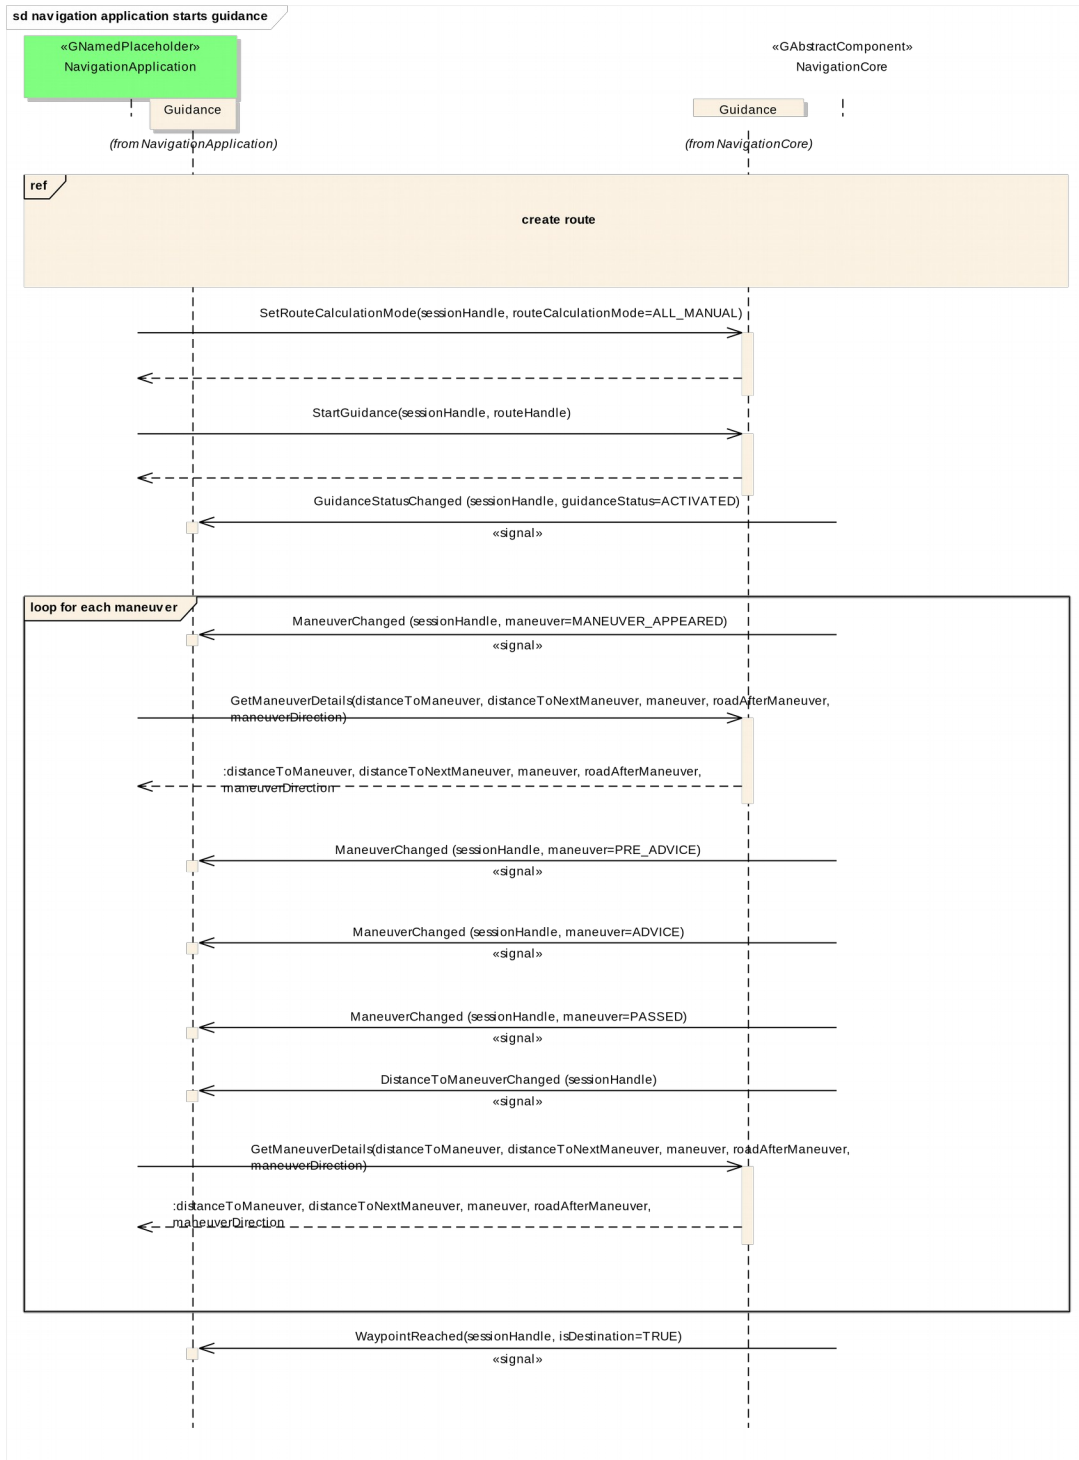 sd navigation application starts guidance
«GNamedPlaceholder»
NavigationApplication
«GAbstractComponent»
NavigationCore
Guidance
Guidance
(from NavigationApplication)
(from NavigationCore)
ref
create route
SetRouteCalculationMode(sessionHandle, routeCalculationMode=ALL_MANUAL)
StartGuidance(sessionHandle, routeHandle)
GuidanceStatusChanged (sessionHandle, guidanceStatus=ACTIVATED)
«signal»
loop for each maneuver
ManeuverChanged (sessionHandle, maneuver=MANEUVER_APPEARED)
«signal»
GetManeuverDetails(distanceToManeuver, distanceToNextManeuver, maneuver, roadAfterManeuver,
maneuverDirection)
:distanceToManeuver, distanceToNextManeuver, maneuver, roadAfterManeuver,
maneuverDirection
ManeuverChanged (sessionHandle, maneuver=PRE_ADVICE)
«signal»
ManeuverChanged (sessionHandle, maneuver=ADVICE)
«signal»
ManeuverChanged (sessionHandle, maneuver=PASSED)
«signal»
DistanceToManeuverChanged (sessionHandle)
«signal»
GetManeuverDetails(distanceToManeuver, distanceToNextManeuver, maneuver, roadAfterManeuver,
maneuverDirection)
:distanceToManeuver, distanceToNextManeuver, maneuver, roadAfterManeuver,
maneuverDirection
WaypointReached(sessionHandle, isDestination=TRUE)
«signal»